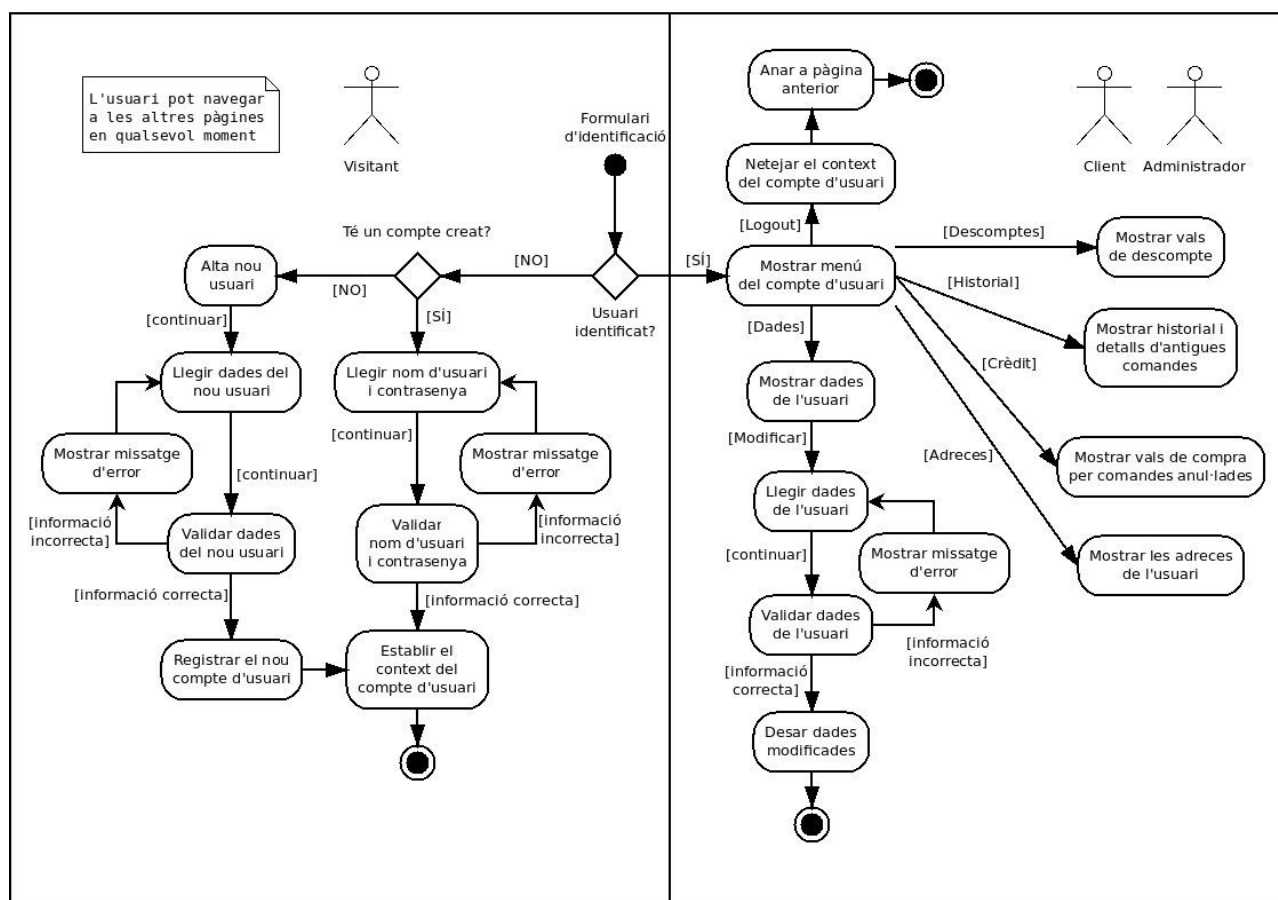 L'usuari pot navegar
a les altres pàgines
en qualsevol moment
Visitant
Formulari
d'identificació
Té un compte creat?
[NO]
[NO]
[SÍ]
[SÍ]
Usuari
identificat?
Alta nou
usuari
[continuar]
Llegir dades del
nou usuari
Llegir nom d'usuari
i contrasenya
[continuar]
Mostrar missatge
d'error
[continuar]
Mostrar missatge
d'error
[informació
incorrecta]
Validar dades
del nou usuari
Validar
nom d'usuari
i contrasenya
[informació
incorrecta]
[informació correcta]
[informació correcta]
Registrar el nou
compte d'usuari
Establir el
context del
compte d'usuari
Anar a pàgina
anterior
Netejar el context
del compte d'usuari
Client
Administrador
[Logout]
[Descomptes]
Mostrar vals
de descompte
Mostrar menú
del compte d'usuari
[Historial]
[Dades]
Mostrar historial i
detalls d'antigues
comandes
[Crèdit]
Mostrar dades
de l'usuari
[Modificar]
[Adreces]
Mostrar vals de compra
per comandes anul·lades
Llegir dades
de l'usuari
[continuar]
Mostrar missatge
d'error
Mostrar les adreces
de l'usuari
Validar dades
de l'usuari
[informació
incorrecta]
[informació
correcta]
Desar dades
modificades